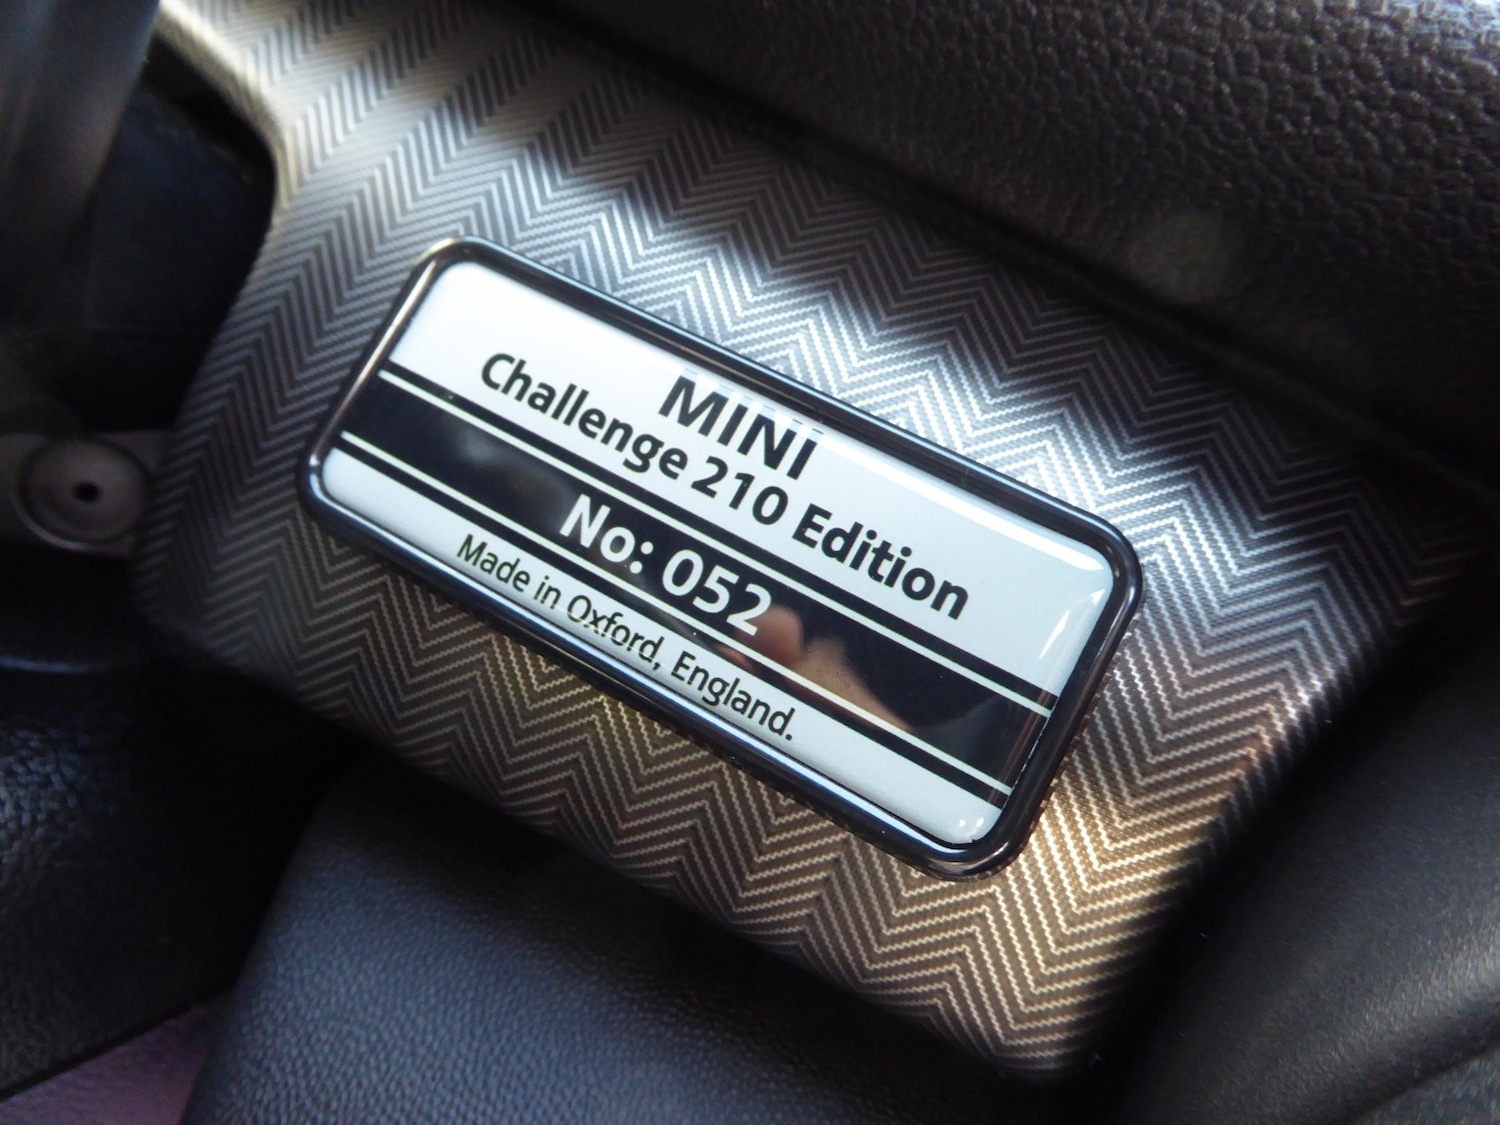 MINI
Challenge 210 Edition
No: 052
Made in Oxford, England.